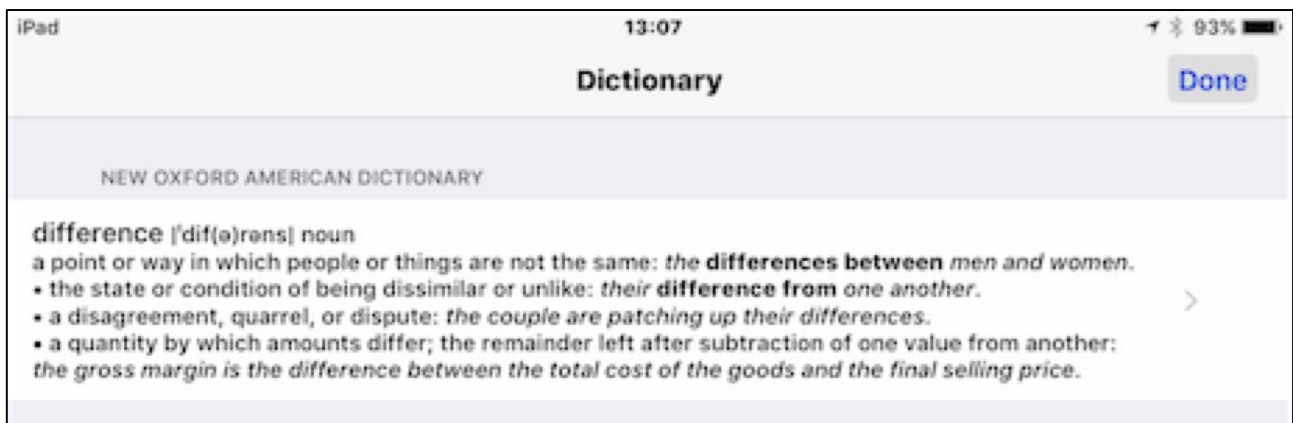 iPad 13:07 93%
Dictionary Done
NEW OXFORD AMERICAN DICTIONARY
difference |ˈdif(ə)rəns| noun
a point or way in which people or things are not the same: the differences between men and women.
• the state or condition of being dissimilar or unlike: their difference from one another.
• a disagreement, quarrel, or dispute: the couple are patching up their differences.
• a quantity by which amounts differ; the remainder left after subtraction of one value from another:
the gross margin is the difference between the total cost of the goods and the final selling price.